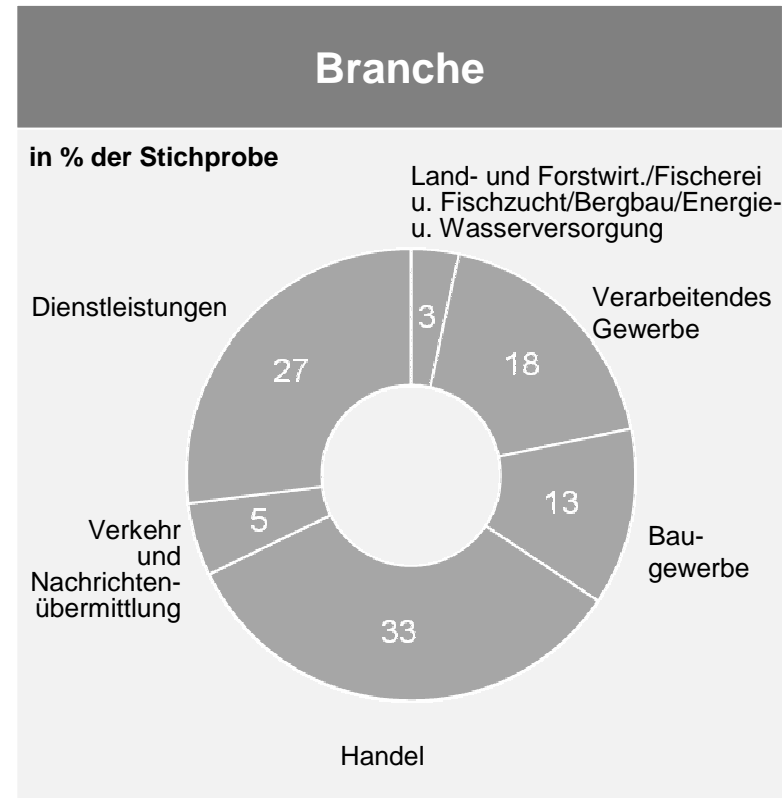 Branche
in % der Stichprobe
Land- und Forstwirt./Fischerei
u. Fischzucht/Bergbau/Energie-
u. Wasserversorgung
3
Verarbeitendes
Gewerbe
18
Bau-
gewerbe
13
Handel
33
Verkehr
und
Nachrichten-
übermittlung
5
Dienstleistungen
27